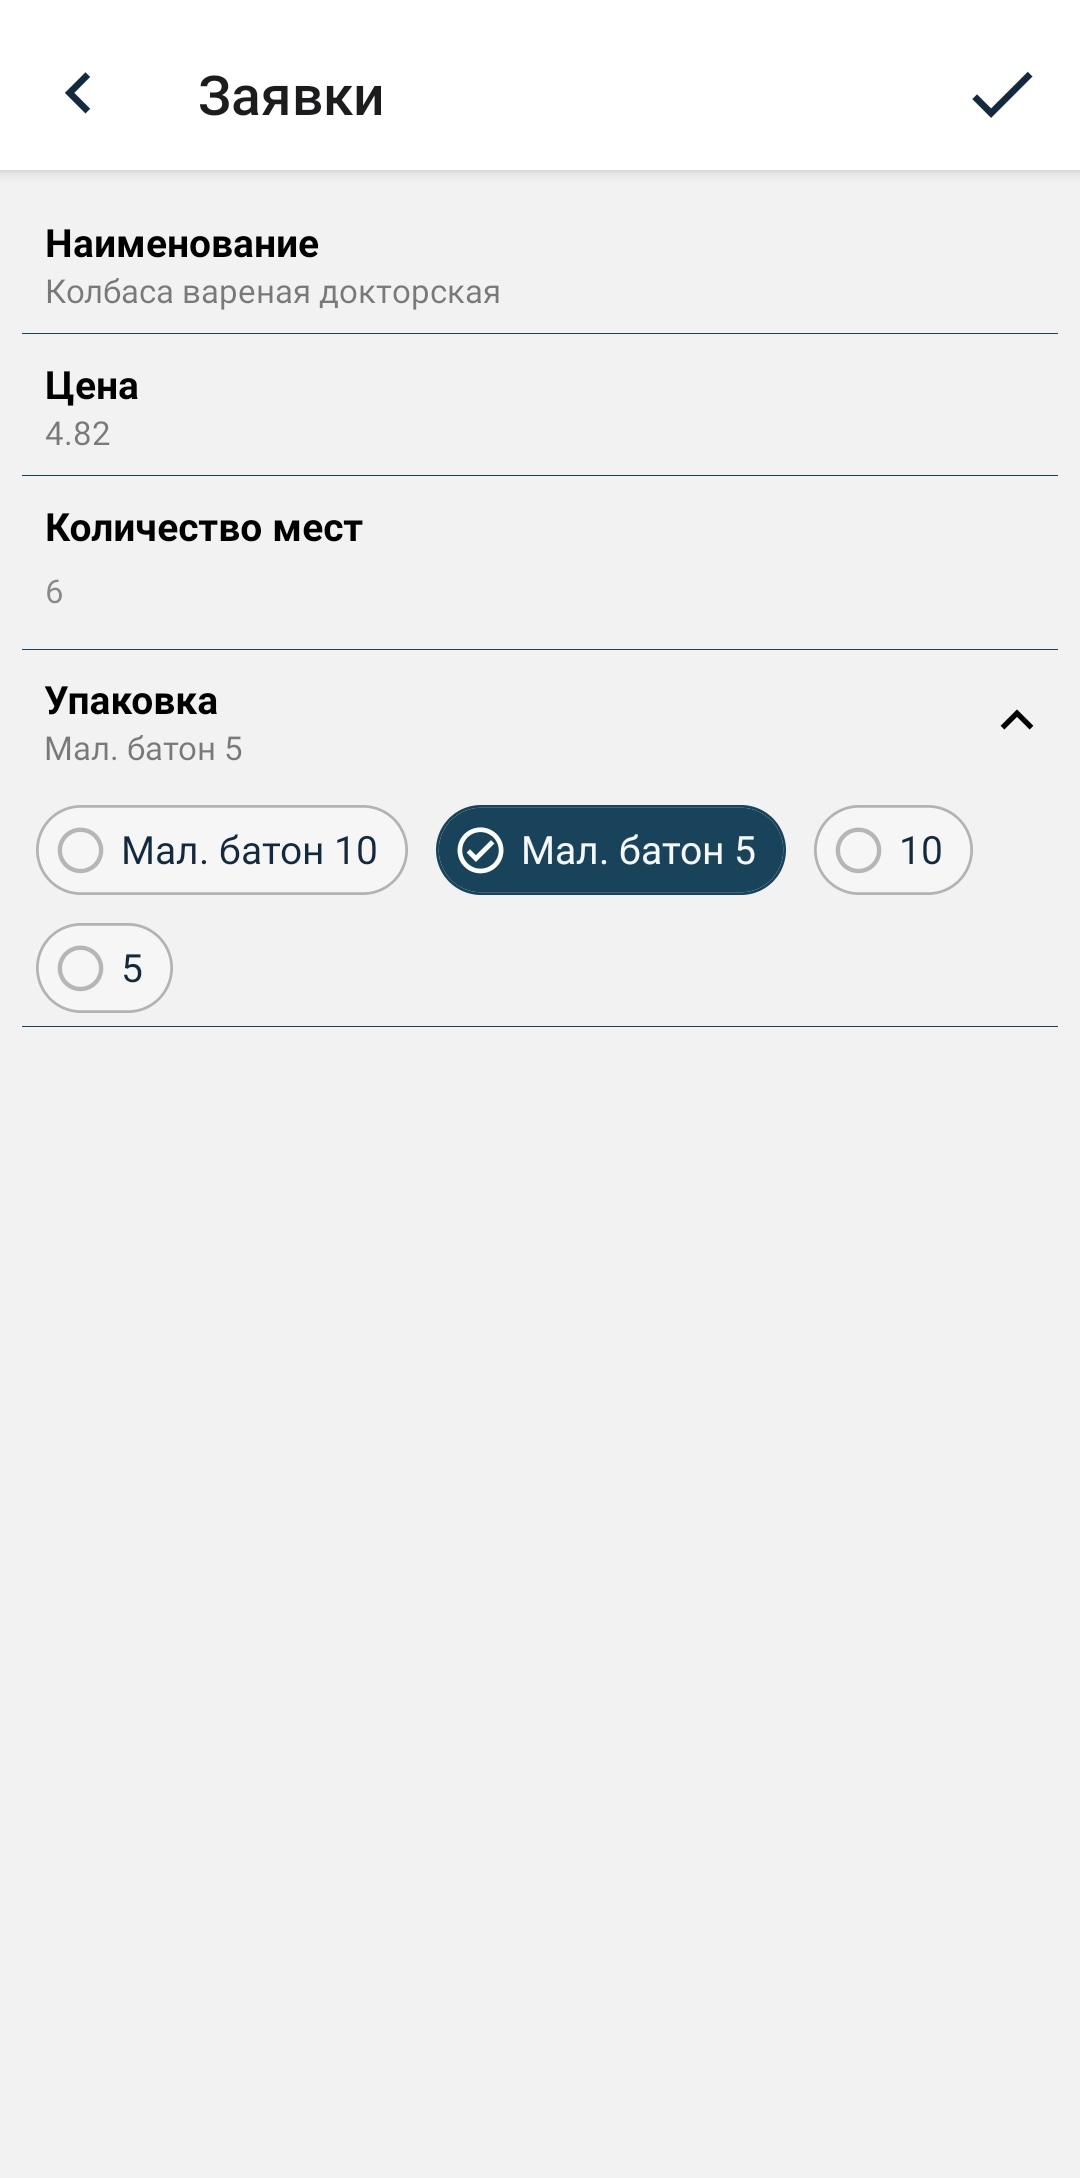 Заявки
Наименование
Колбаса вареная докторская
Цена
4.82
Количество мест
6
Упаковка
Мал. батон 5
Мал. батон 10 Мал. батон 5 10
5